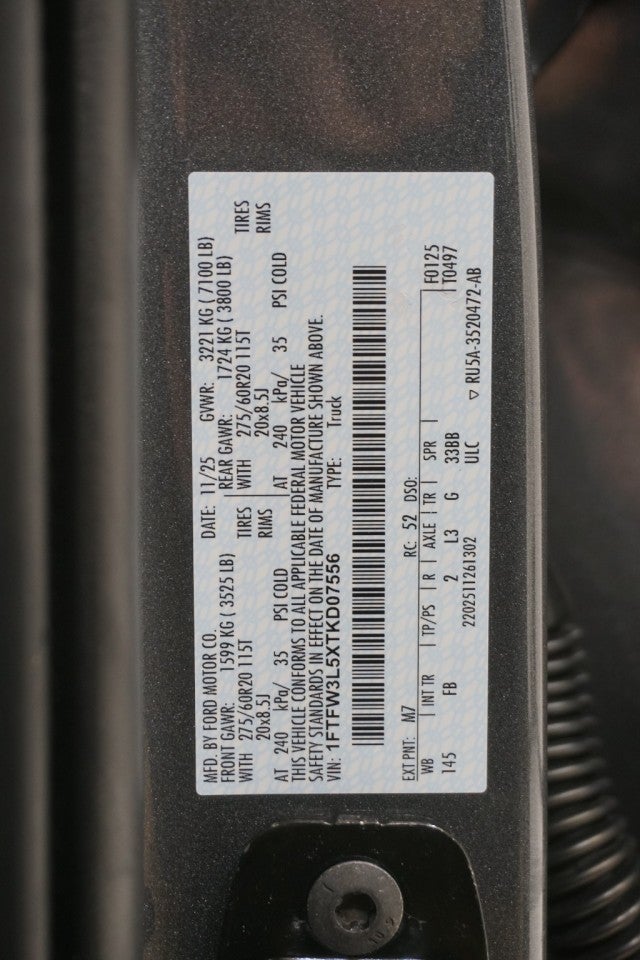 MFD. BY FORD MOTOR CO. DATE: 11/25 GVWR: 3221 KG ( 7100 LB)
FRONT GAWR: 1599 KG ( 3525 LB) REAR GAWR: 1724 KG ( 3800 LB)
WITH 275/60R20 115T TIRES WITH 275/60R20 115T TIRES
20x8.5J RIMS 20x8.5J RIMS
AT 240 kPa/ 35 PSI COLD AT 240 kPa/ 35 PSI COLD
THIS VEHICLE CONFORMS TO ALL APPLICABLE FEDERAL MOTOR VEHICLE
SAFETY STANDARDS IN EFFECT ON THE DATE OF MANUFACTURE SHOWN ABOVE.
VIN: 1FTFW3L5XTKD07556 TYPE: Truck
EXT PNT: M7 RC: 52 DSO: F0125
WB INT TR TP/PS R AXLE TR SPR T0497
145 FB 2 L3 G 33BB
2202511261302 ULC ▽ RU5A-3520472-AB
10.9